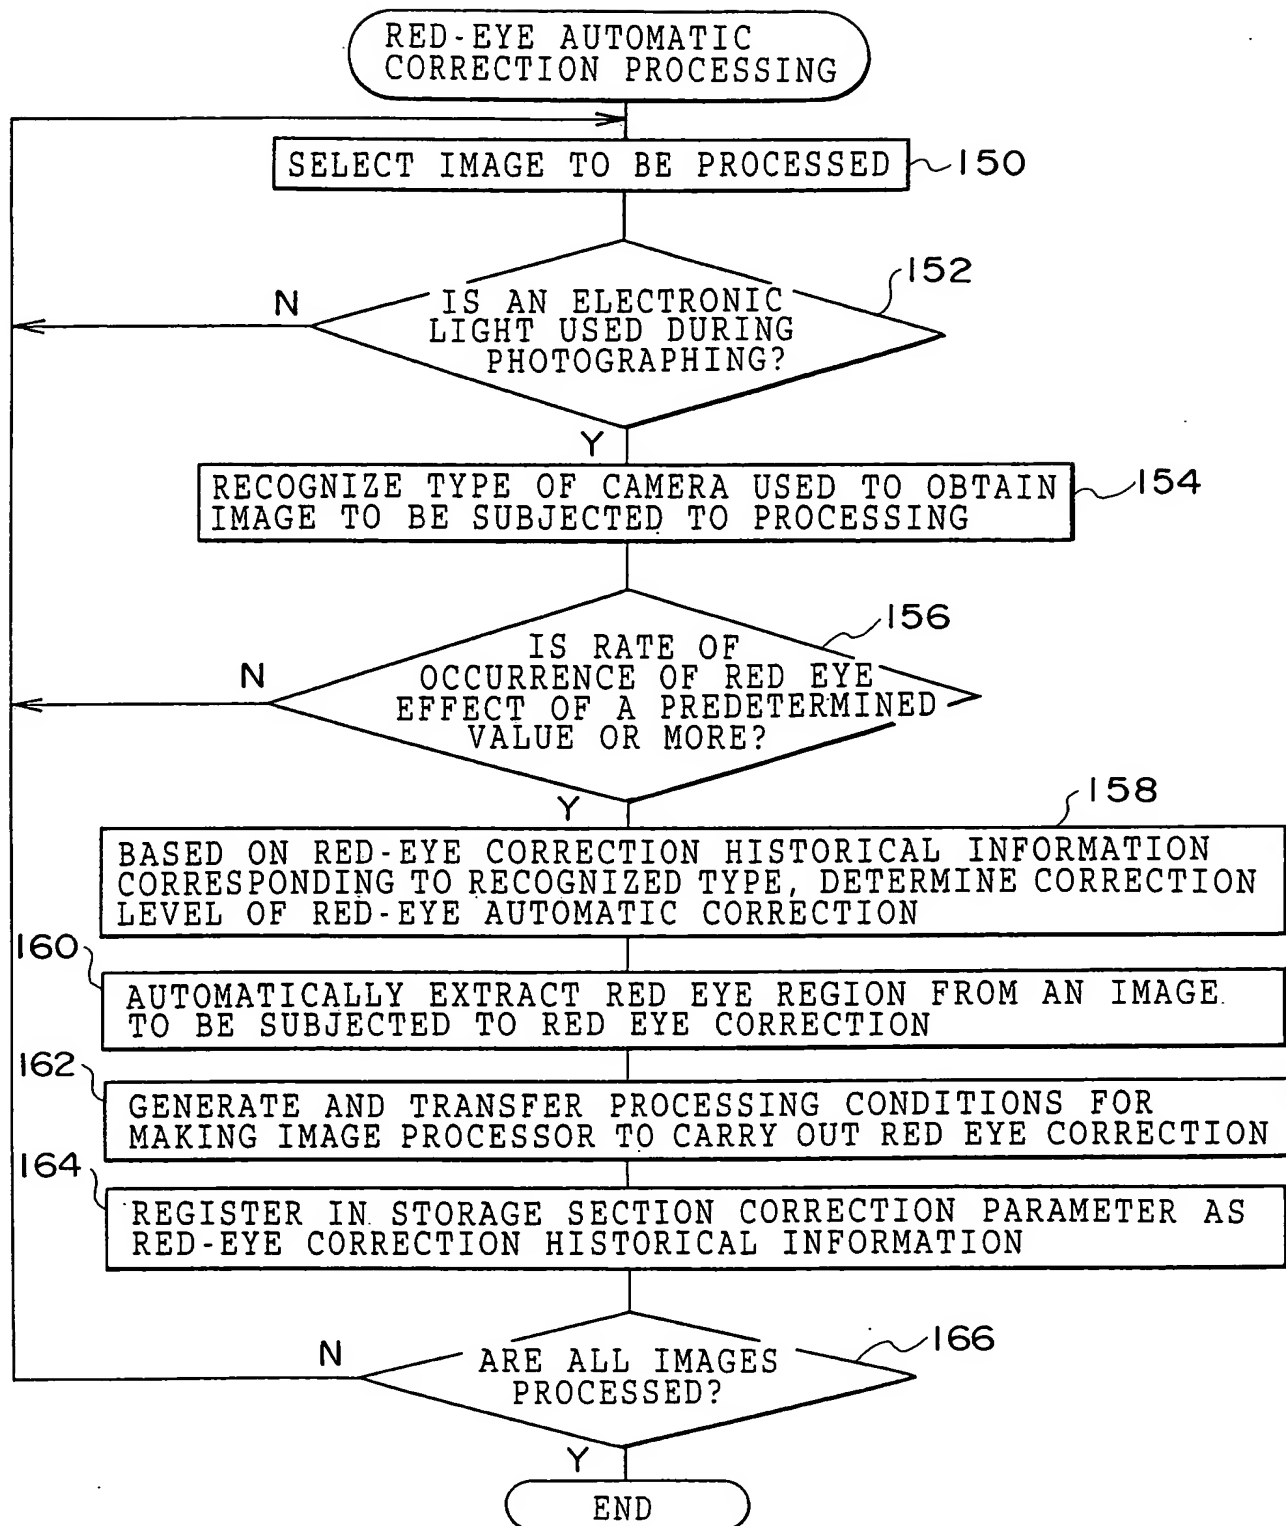 RED-EYE AUTOMATIC
CORRECTION PROCESSING
SELECT IMAGE TO BE PROCESSED
150
152
N
IS AN ELECTRONIC
LIGHT USED DURING
PHOTOGRAPHING?
Y
RECOGNIZE TYPE OF CAMERA USED TO OBTAIN
IMAGE TO BE SUBJECTED TO PROCESSING
154
156
N
IS RATE OF
OCCURRENCE OF RED EYE
EFFECT OF A PREDETERMINED
VALUE OR MORE?
Y
158
BASED ON RED-EYE CORRECTION HISTORICAL INFORMATION
CORRESPONDING TO RECOGNIZED TYPE, DETERMINE CORRECTION
LEVEL OF RED-EYE AUTOMATIC CORRECTION
160
AUTOMATICALLY EXTRACT RED EYE REGION FROM AN IMAGE
TO BE SUBJECTED TO RED EYE CORRECTION
162
GENERATE AND TRANSFER PROCESSING CONDITIONS FOR
MAKING IMAGE PROCESSOR TO CARRY OUT RED EYE CORRECTION
164
REGISTER IN STORAGE SECTION CORRECTION PARAMETER AS
RED-EYE CORRECTION HISTORICAL INFORMATION
166
N
ARE ALL IMAGES
PROCESSED?
Y
END